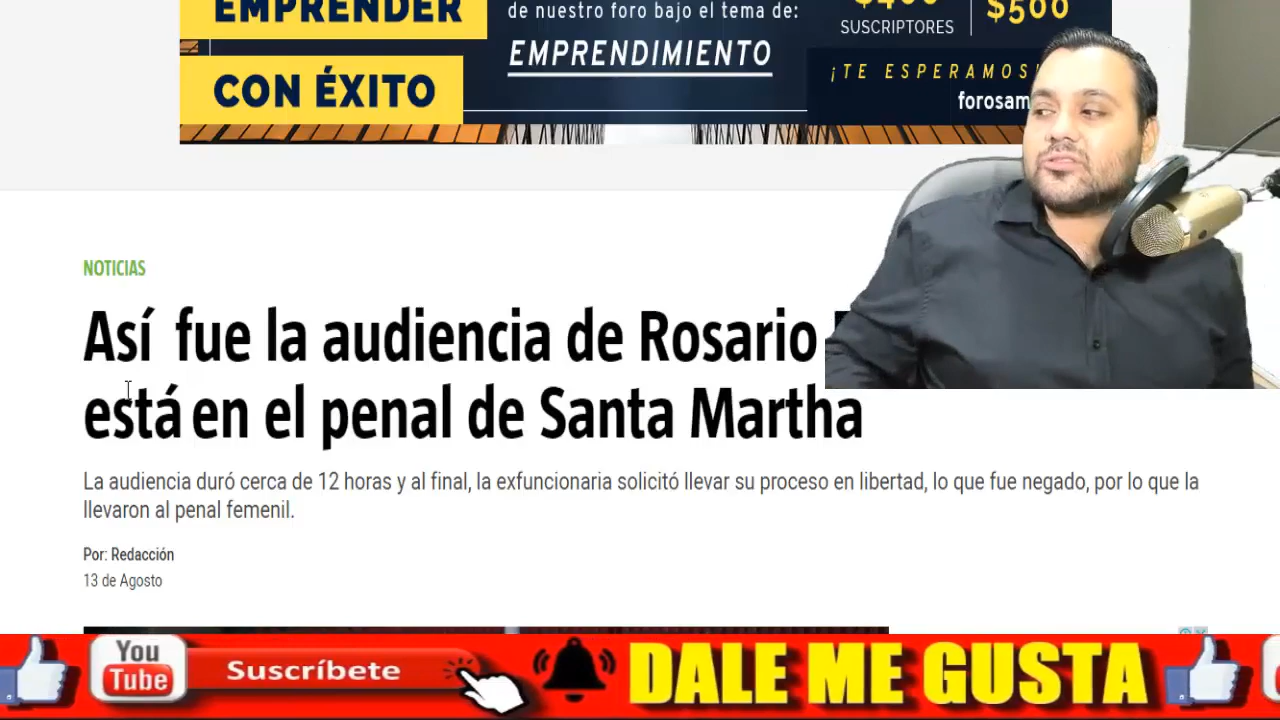 EMPRENDER
CON ÉXITO
de nuestro foro bajo el tema de:
EMPRENDIMIENTO
SUSCRIPTORES
$500
¡TE ESPERAMOS!
NOTICIAS
Así fue la audiencia de Rosario
está en el penal de Santa Martha
La audiencia duró cerca de 12 horas y al final, la exfuncionaria solicitó llevar su proceso en libertad, lo que fue negado, por lo que la
llevaron al penal femenil.
Por: Redacción
13 de Agosto
You
Tube
Suscríbete
DALE ME GUSTA